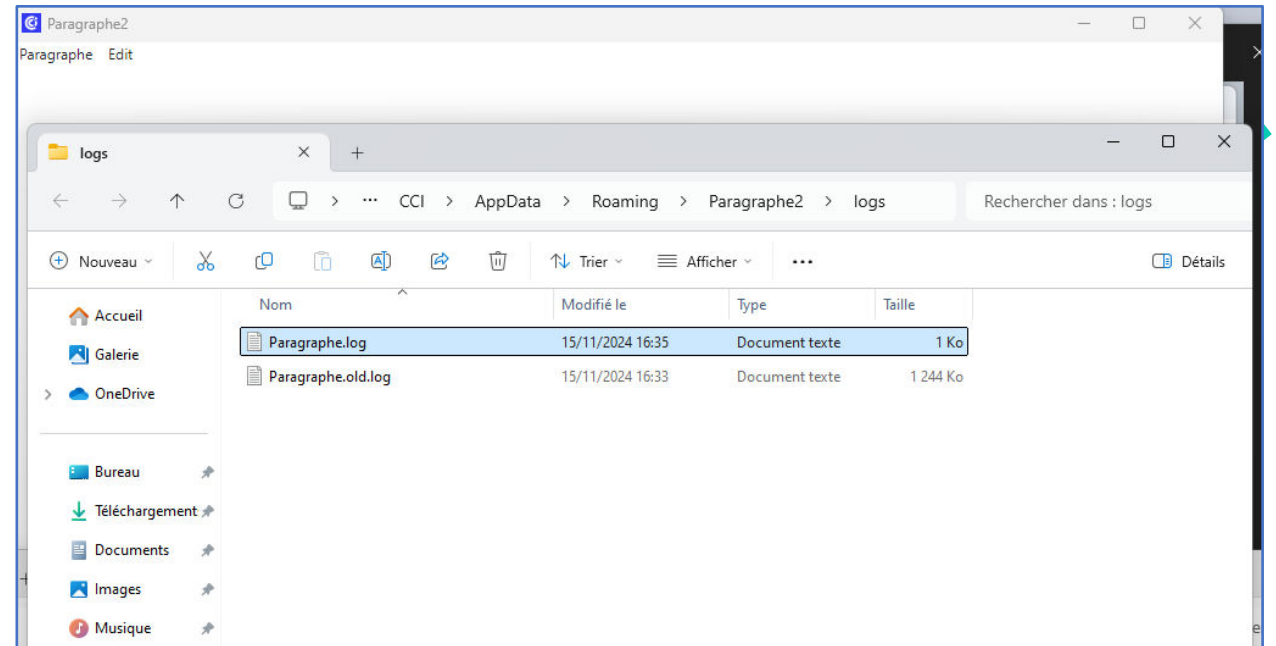 Paragraphe2
Paragraphe Edit
logs
··· CCI > AppData > Roaming > Paragraphe2 > logs
Rechercher dans : logs
Nouveau
Trier
Afficher
···
Détails
Nom Modifié le Type Taille
Paragraphe.log 15/11/2024 16:35 Document texte 1 Ko
Paragraphe.old.log 15/11/2024 16:33 Document texte 1 244 Ko
Accueil
Galerie
OneDrive
Bureau
Téléchargement
Documents
Images
Musique